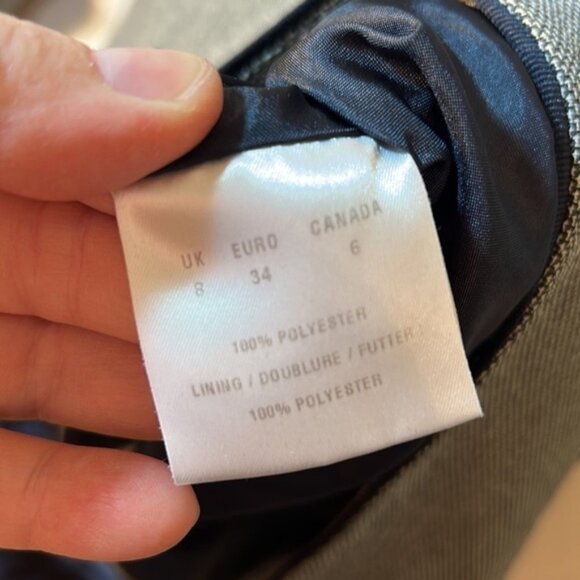 UK EURO CANADA
8 34 6
100% POLYESTER
LINING / DOUBLURE / FUTTER :
100% POLYESTER